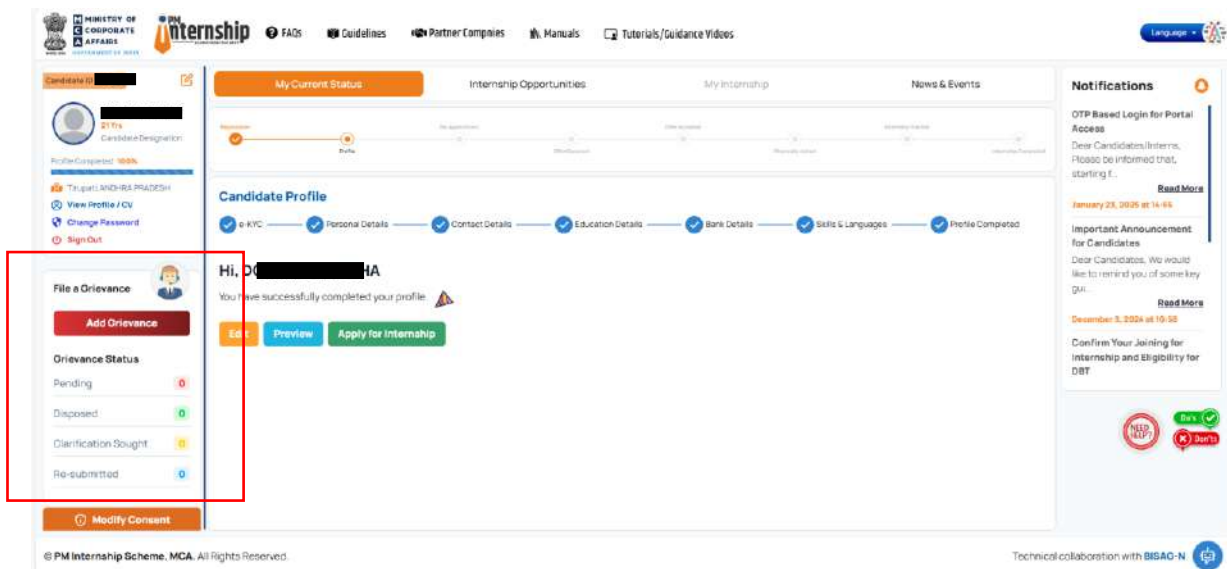 MINISTRY OF
CORPORATE
AFFAIRS
GOVERNMENT OF INDIA
PM
internship
FAQs
Guidelines
Partner Companies
Manuals
Tutorials/Guidance Videos
Language
Candidate ID
21 Yrs
Candidate Designation
Profile Completed 100%
Tirupati, ANDHRA PRADESH
View Profile / CV
Change Password
Sign Out
File a Grievance
Add Grievance
Grievance Status
Pending 0
Disposed 0
Clarification Sought 0
Re-submitted 0
Modify Consent
My Current Status
Internship Opportunities
My Internship
News & Events
Profile
Candidate Profile
e-KYC
Personal Details
Contact Details
Education Details
Bank Details
Skills & Languages
Profile Completed
Hi, HA
You have successfully completed your profile
Edit
Preview
Apply for Internship
Notifications
OTP Based Login for Portal
Access
Dear Candidates/Interns,
Please be informed that,
starting f...
Read More
January 23, 2025 at 14:55
Important Announcement
for Candidates
Dear Candidates, We would
like to remind you of some key
gui...
Read More
December 3, 2024 at 10:58
Confirm Your Joining for
Internship and Eligibility for
DBT
NEED
HELP?
Do's
Don'ts
© PM Internship Scheme, MCA. All Rights Reserved.
Technical collaboration with BISAG-N